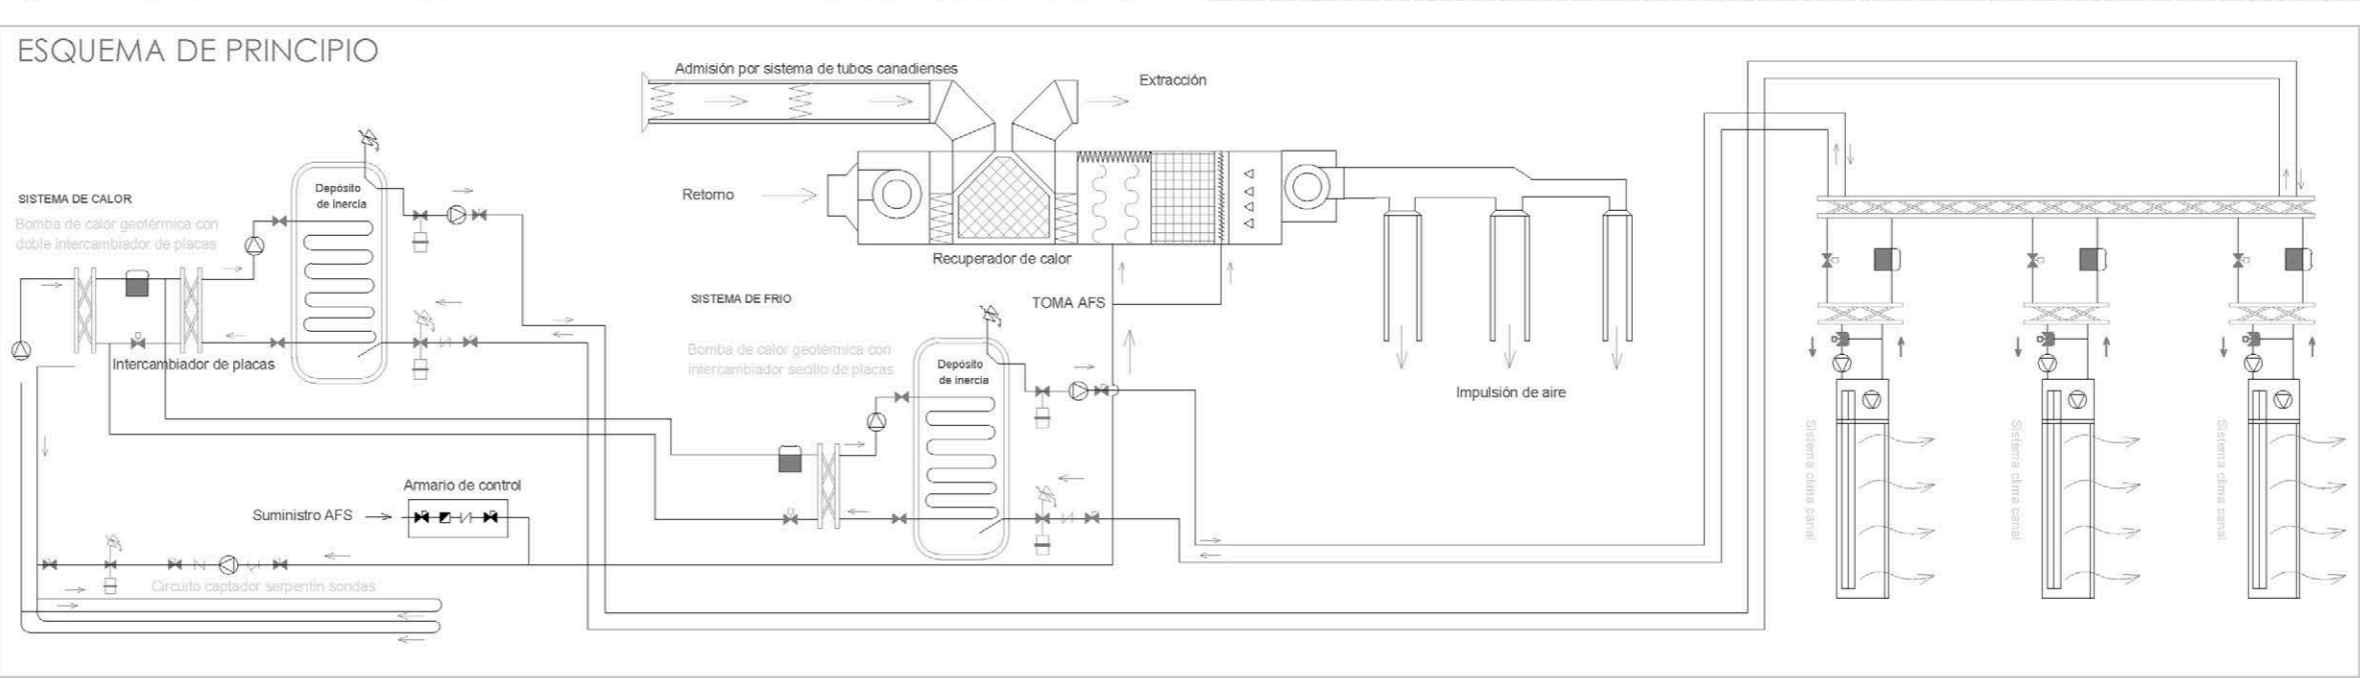 ESQUEMA DE PRINCIPIO
Admisión por sistema de tubos canadienses
Extracción
SISTEMA DE CALOR
Bomba de calor geotérmica con
doble intercambiador de placas
Depósito
de inercia
Retorno
Recuperador de calor
Intercambiador de placas
SISTEMA DE FRIO
TOMA AFS
Bomba de calor geotérmica con
intercambiador secillo de placas
Depósito
de inercia
Impulsión de aire
Armario de control
Suministro AFS
Circuito captador serpentín sondas
Sistema clima canal
Sistema clima canal
Sistema clima canal